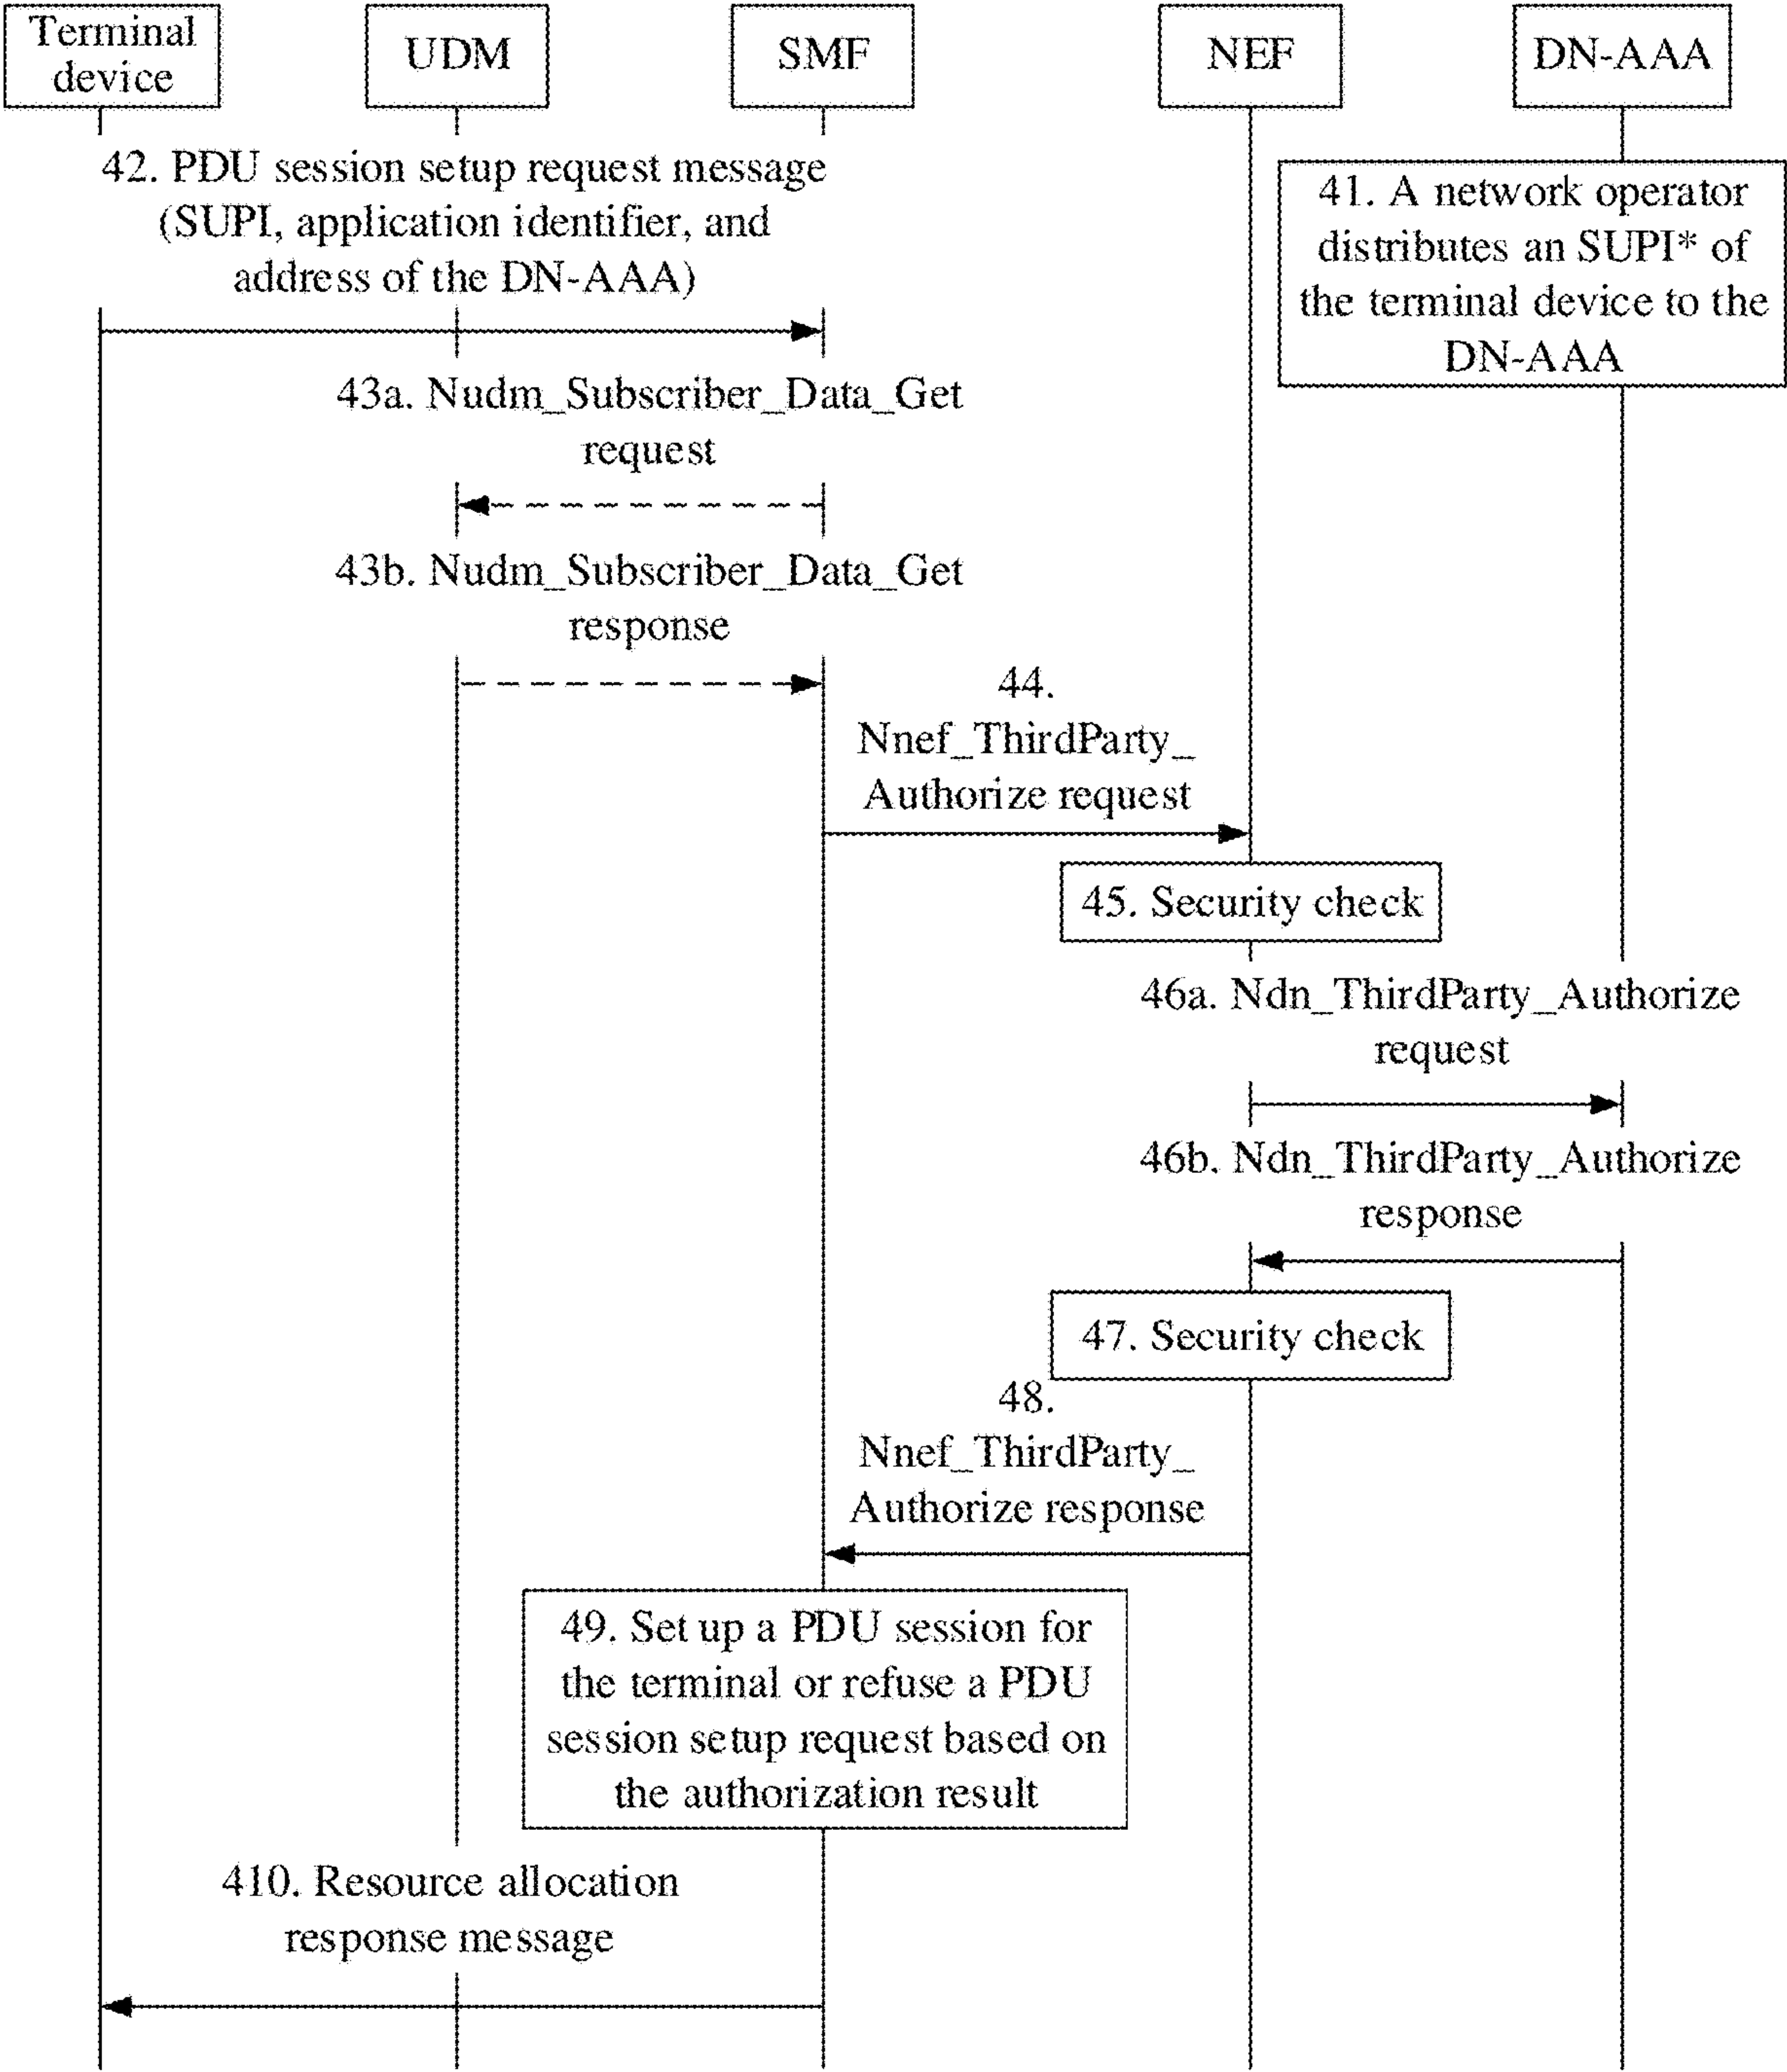 Terminal
device
UDM
SMF
NEF
DN-AAA
42. PDU session setup request message
(SUPI, application identifier, and
address of the DN-AAA)
41. A network operator
distributes an SUPI* of
the terminal device to the
DN-AAA
43a. Nudm_Subscriber_Data_Get
request
43b. Nudm_Subscriber_Data_Get
response
44.
Nnef_ThirdParty_
Authorize request
45. Security check
46a. Ndn_ThirdParty_Authorize
request
46b. Ndn_ThirdParty_Authorize
response
47. Security check
48.
Nnef_ThirdParty_
Authorize response
49. Set up a PDU session for
the terminal or refuse a PDU
session setup request based on
the authorization result
410. Resource allocation
response message